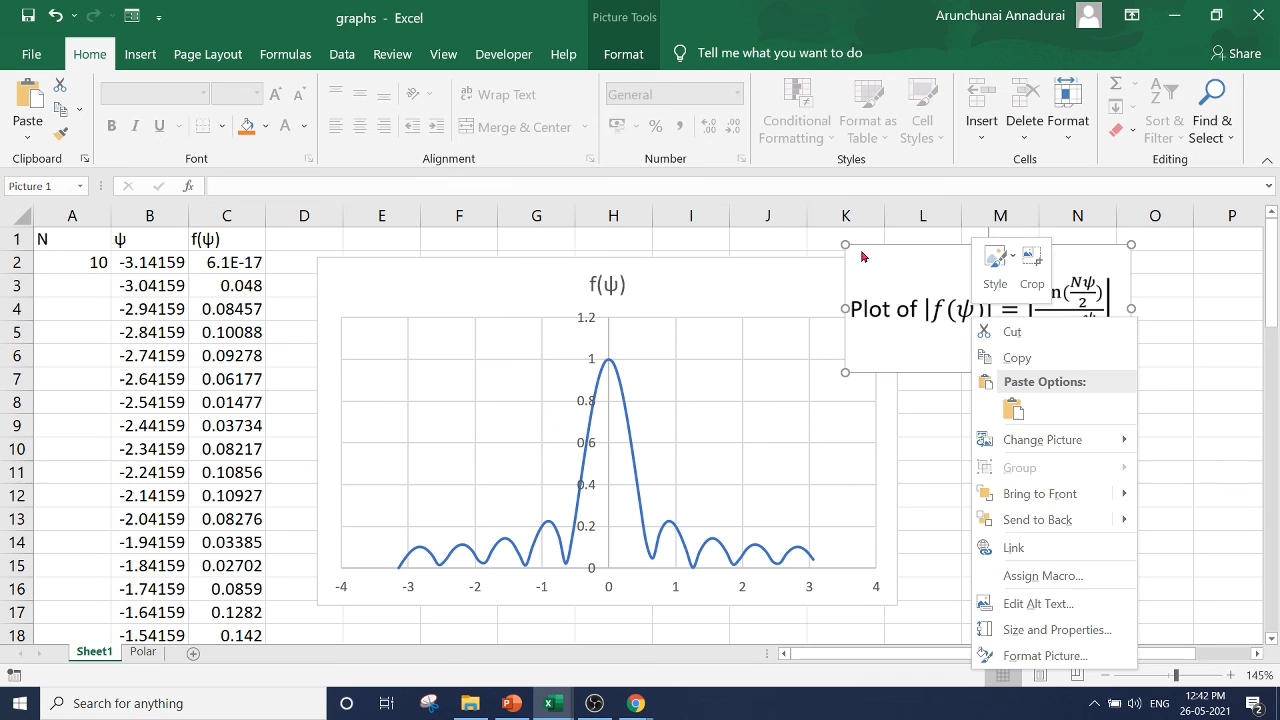 graphs - Excel
Picture Tools
Arunchunai Annadurai
File Home Insert Page Layout Formulas Data Review View Developer Help Format Tell me what you want to do Share
Paste
Clipboard
B I U
Font
A A
ab Wrap Text
Merge & Center
Alignment
General
% ,
Number
Conditional Formatting
Format as Table
Cell Styles
Styles
Insert Delete Format
Cells
Sort & Filter
Find & Select
Editing
Picture 1
fx
A B C D E F G H I J K L M N O P
1 N ψ f(ψ)
2 10 -3.14159 6.1E-17
3 -3.04159 0.048
4 -2.94159 0.08457
5 -2.84159 0.10088
6 -2.74159 0.09278
7 -2.64159 0.06177
8 -2.54159 0.01477
9 -2.44159 0.03734
10 -2.34159 0.08217
11 -2.24159 0.10856
12 -2.14159 0.10927
13 -2.04159 0.08276
14 -1.94159 0.03385
15 -1.84159 0.02702
16 -1.74159 0.0859
17 -1.64159 0.1282
18 -1.54159 0.142
f(ψ)
1.2
1
0.8
0.6
0.4
0.2
0
-4 -3 -2 -1 0 1 2 3 4
Plot of |f(ψ)| = | n(Nψ/2) |
Style
Crop
Cut
Copy
Paste Options:
Change Picture
Group
Bring to Front
Send to Back
Link
Assign Macro...
Edit Alt Text...
Size and Properties...
Format Picture...
Sheet1 Polar
145%
Type here to search
ENG
12:42 PM
26-05-2021
2